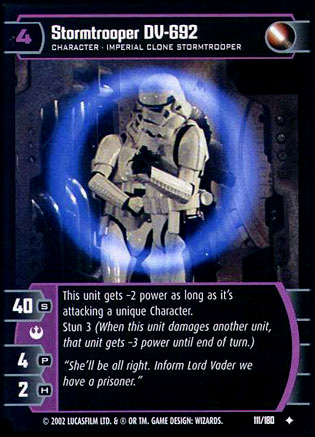 4 Stormtrooper DV-692
CHARACTER · IMPERIAL CLONE STORMTROOPER
This unit gets -2 power as long as it's
attacking a unique Character.
Stun 3 (When this unit damages another unit,
that unit gets -3 power until end of turn.)
"She'll be all right. Inform Lord Vader we
have a prisoner."
40 S
4 P
2 H
© 2002 LUCASFILM LTD. & ® OR TM. GAME DESIGN: WIZARDS. 111/180